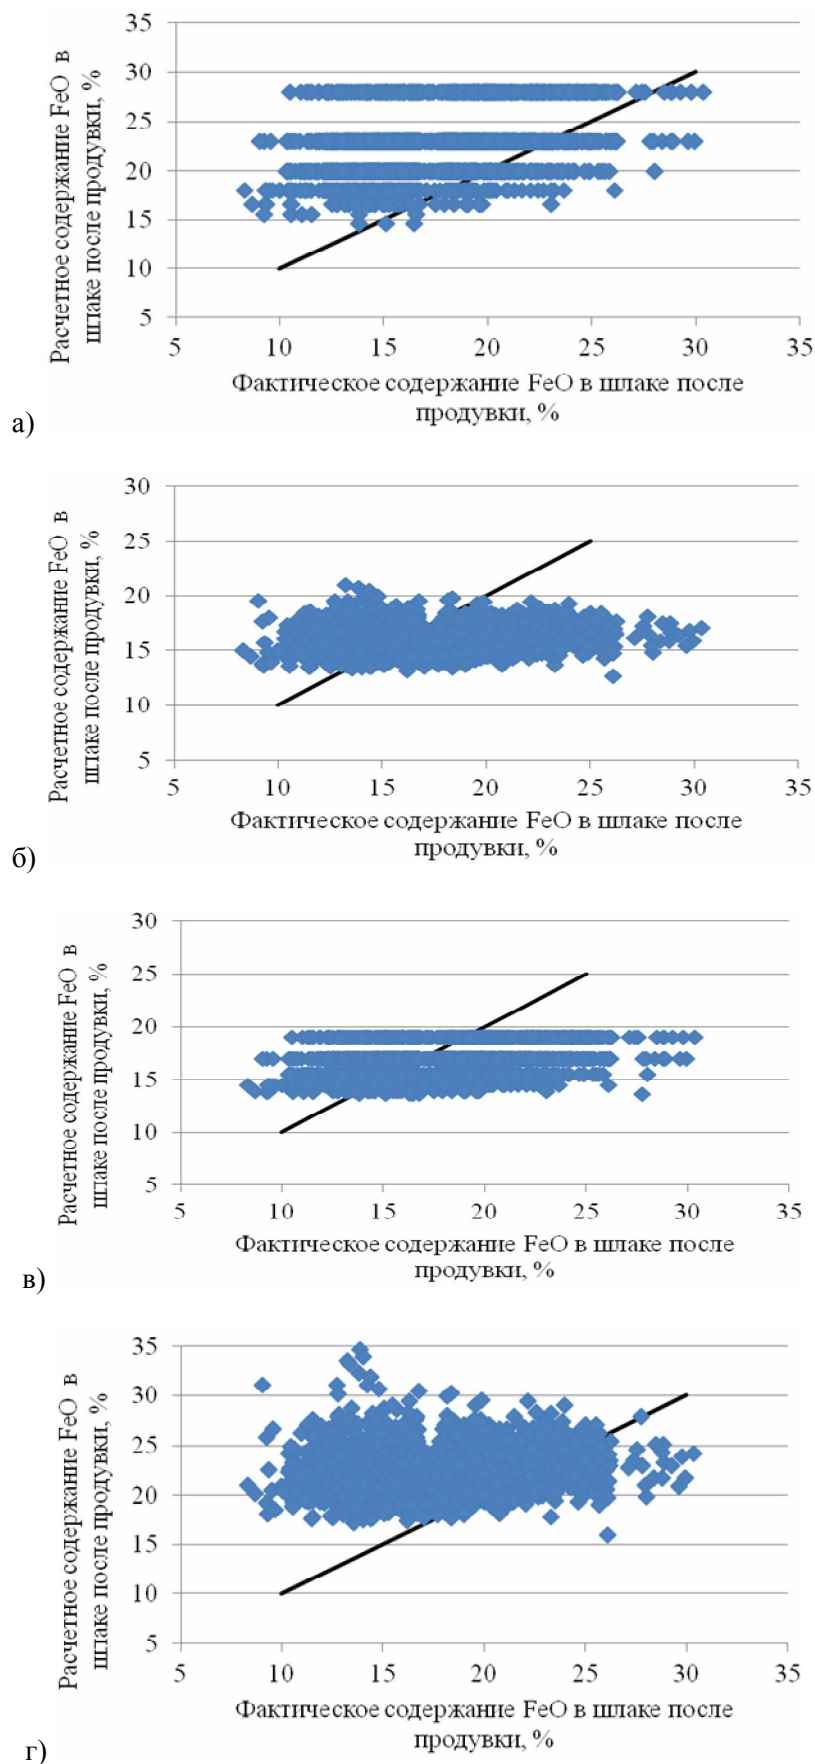 35
30
25
20
15
10
5
5 10 15 20 25 30 35
Расчетное содержание FeO в
шлаке после продувки, %
Фактическое содержание FeO в шлаке после
продувки, %
а)
30
25
20
15
10
5
5 10 15 20 25 30 35
Расчетное содержание FeO в
шлаке после продувки, %
Фактическое содержание FeO в шлаке после
продувки, %
б)
30
25
20
15
10
5
5 10 15 20 25 30 35
Расчетное содержание FeO в
шлаке после продувки, %
Фактическое содержание FeO в шлаке после
продувки, %
в)
35
30
25
20
15
10
5
5 10 15 20 25 30 35
Расчетное содержание FeO в
шлаке после продувки, %
Фактическое содержание FeO в шлаке после
продувки, %
г)